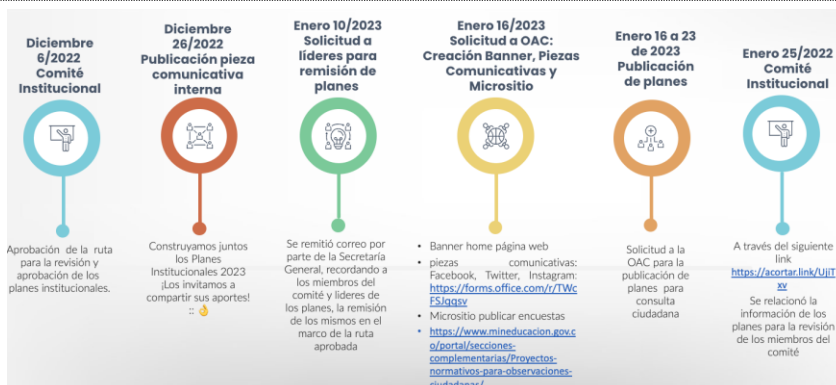 Diciembre
6/2022
Comité
Institucional
Aprobación de la ruta
para la revisión y
aprobación de los
planes institucionales.
Diciembre
26/2022
Publicación pieza
comunicativa
interna
Construyamos juntos
los Planes
Institucionales 2023
¡Los invitamos a
compartir sus aportes!
:: 👌
Enero 10/2023
Solicitud a
líderes para
remisión de
planes
Se remitió correo por
parte de la Secretaría
General, recordando a
los miembros del
comité y líderes de
los planes, la remisión
de los mismos en el
marco de la ruta
aprobada
Enero 16/2023
Solicitud a OAC:
Creación Banner, Piezas
Comunicativas y
Micrositio
• Banner home página web
• piezas comunicativas:
Facebook, Twitter, Instagram:
https://forms.office.com/r/TWc
FSJqqsv
• Micrositio publicar encuestas
• https://www.mineducacion.gov.c
o/portal/secciones-
complementarias/Proyectos-
normativos-para-observaciones-
ciudadanas/
Enero 16 a 23
de 2023
Publicación
de planes
Solicitud a la
OAC para la
publicación de
planes para
consulta
ciudadana
Enero 25/2022
Comité
Institucional
A través del siguiente
link
https://acortar.link/UjiT
xv
Se relacionó la
información de los
planes para la revisión
de los miembros del
comité